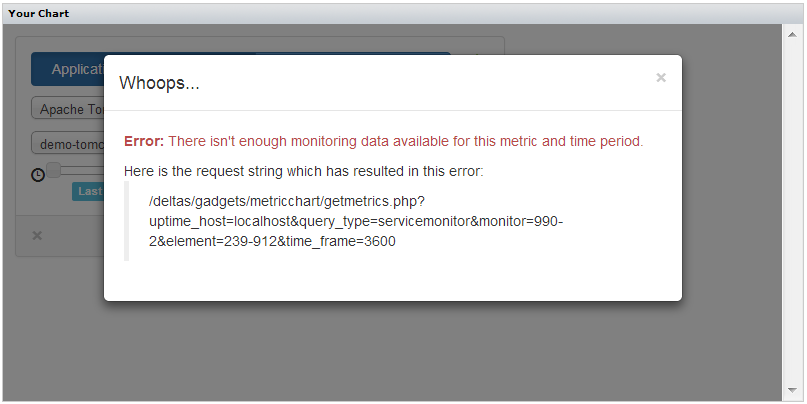 Your Chart
Applicat
Whoops...
×
Apache To
Error: There isn't enough monitoring data available for this metric and time period.
demo-tomc
Here is the request string which has resulted in this error:
/deltas/gadgets/metricchart/getmetrics.php?
Last
uptime_host=localhost&query_type=servicemonitor&monitor=990-
2&element=239-912&time_frame=3600